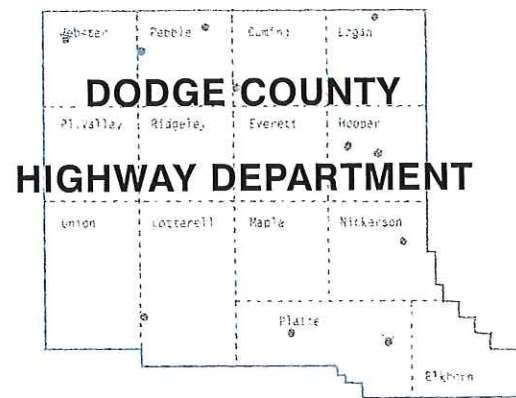 Webster Pebble Cuming Logan
DODGE COUNTY
Pl.Valley Ridgeley Everett Hooper
HIGHWAY DEPARTMENT
Union Cotterell Maple Nickerson
Platte
Elkhorn